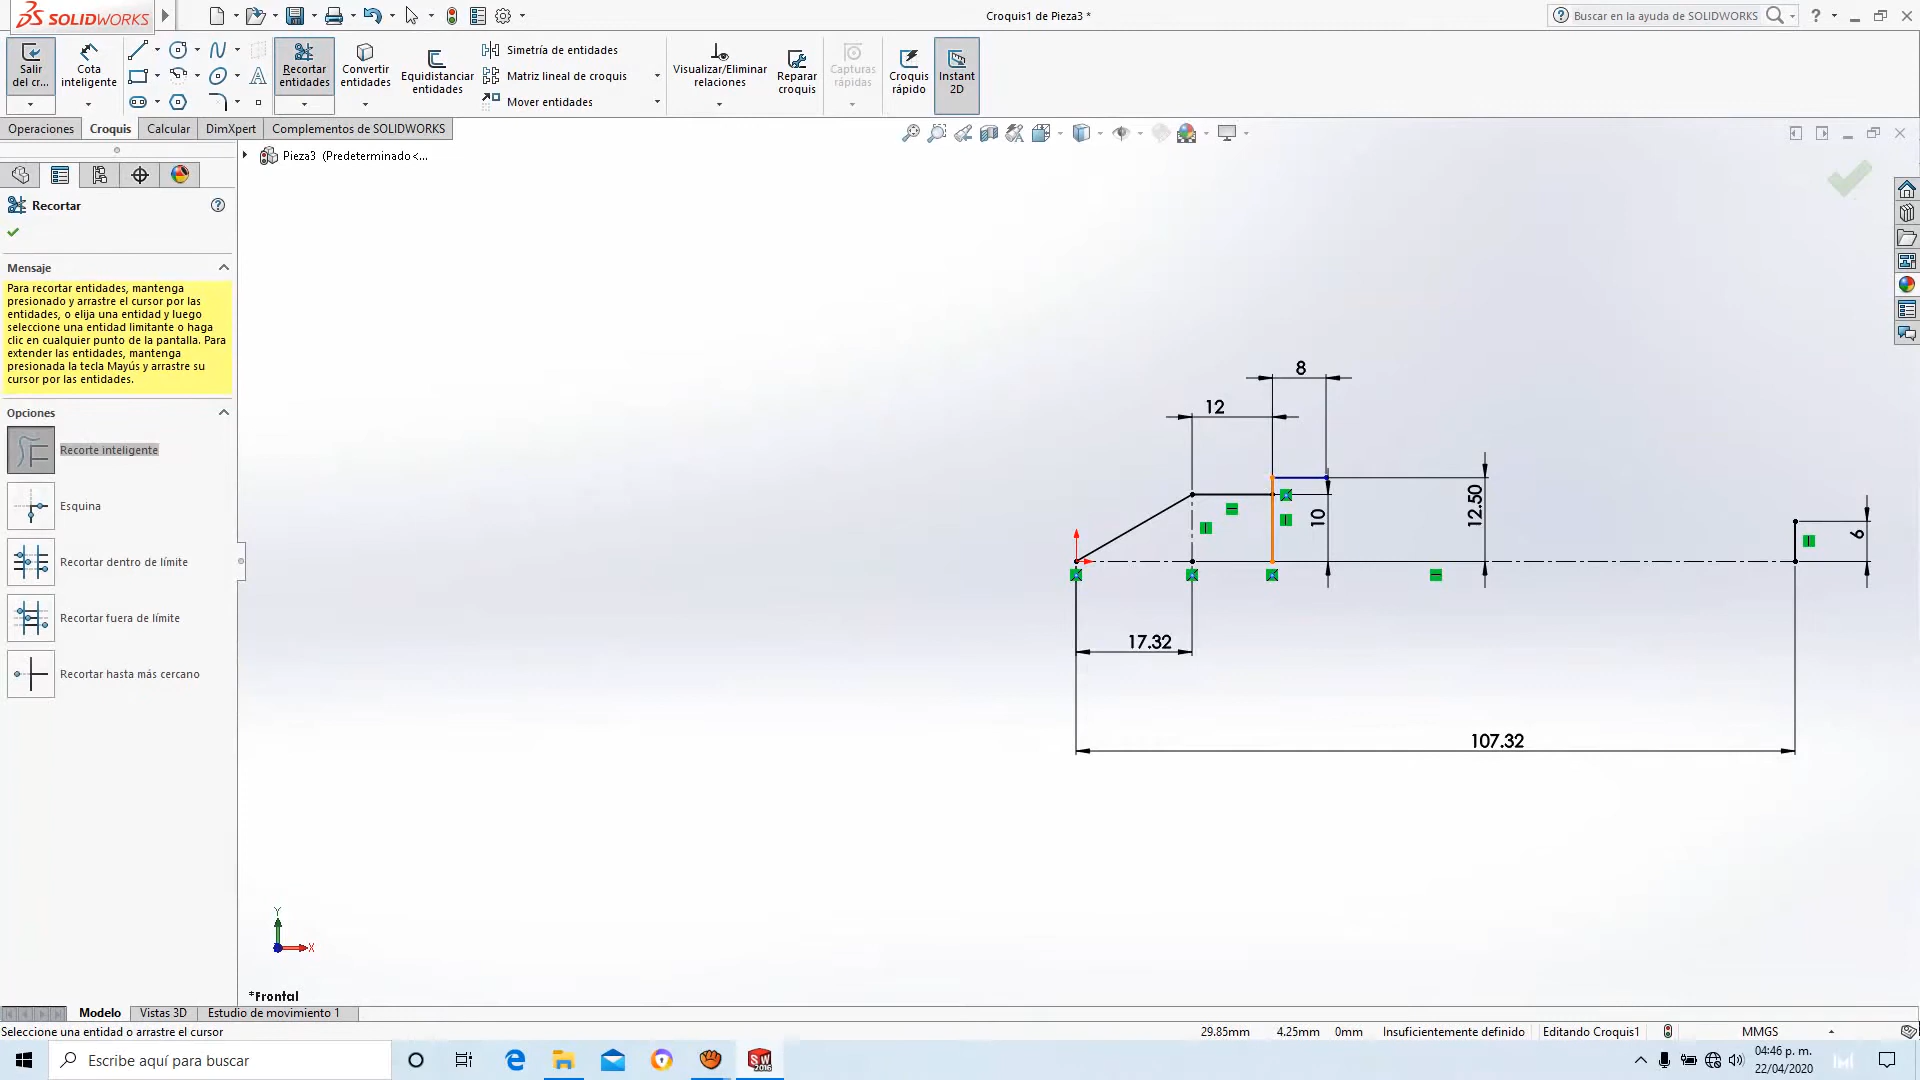 SOLIDWORKS
Croquis1 de Pieza3 *
Buscar en la ayuda de SOLIDWORKS
Salir
del cr...
Cota
inteligente
Recortar
entidades
Convertir
entidades
Equidistanciar
entidades
Simetría de entidades
Matriz lineal de croquis
Mover entidades
Visualizar/Eliminar
relaciones
Reparar
croquis
Capturas
rápidas
Croquis
rápido
Instant
2D
Operaciones
Croquis
Calcular
DimXpert
Complementos de SOLIDWORKS
Pieza3 (Predeterminado<...
Recortar
Mensaje
Para recortar entidades, mantenga
presionado y arrastre el cursor por las
entidades, o elija una entidad y luego
seleccione una entidad limitante o haga
clic en cualquier punto de la pantalla. Para
extender las entidades, mantenga
presionada la tecla Mayús y arrastre su
cursor por las entidades.
Opciones
Recorte inteligente
Esquina
Recortar dentro de límite
Recortar fuera de límite
Recortar hasta más cercano
8
12
10
12.50
6
17.32
107.32
Y
X
*Frontal
Modelo
Vistas 3D
Estudio de movimiento 1
Seleccione una entidad o arrastre el cursor
29.85mm
4.25mm
0mm
Insuficientemente definido
Editando Croquis1
MMGS
Escribe aquí para buscar
SW
2016
04:46 p. m.
22/04/2020